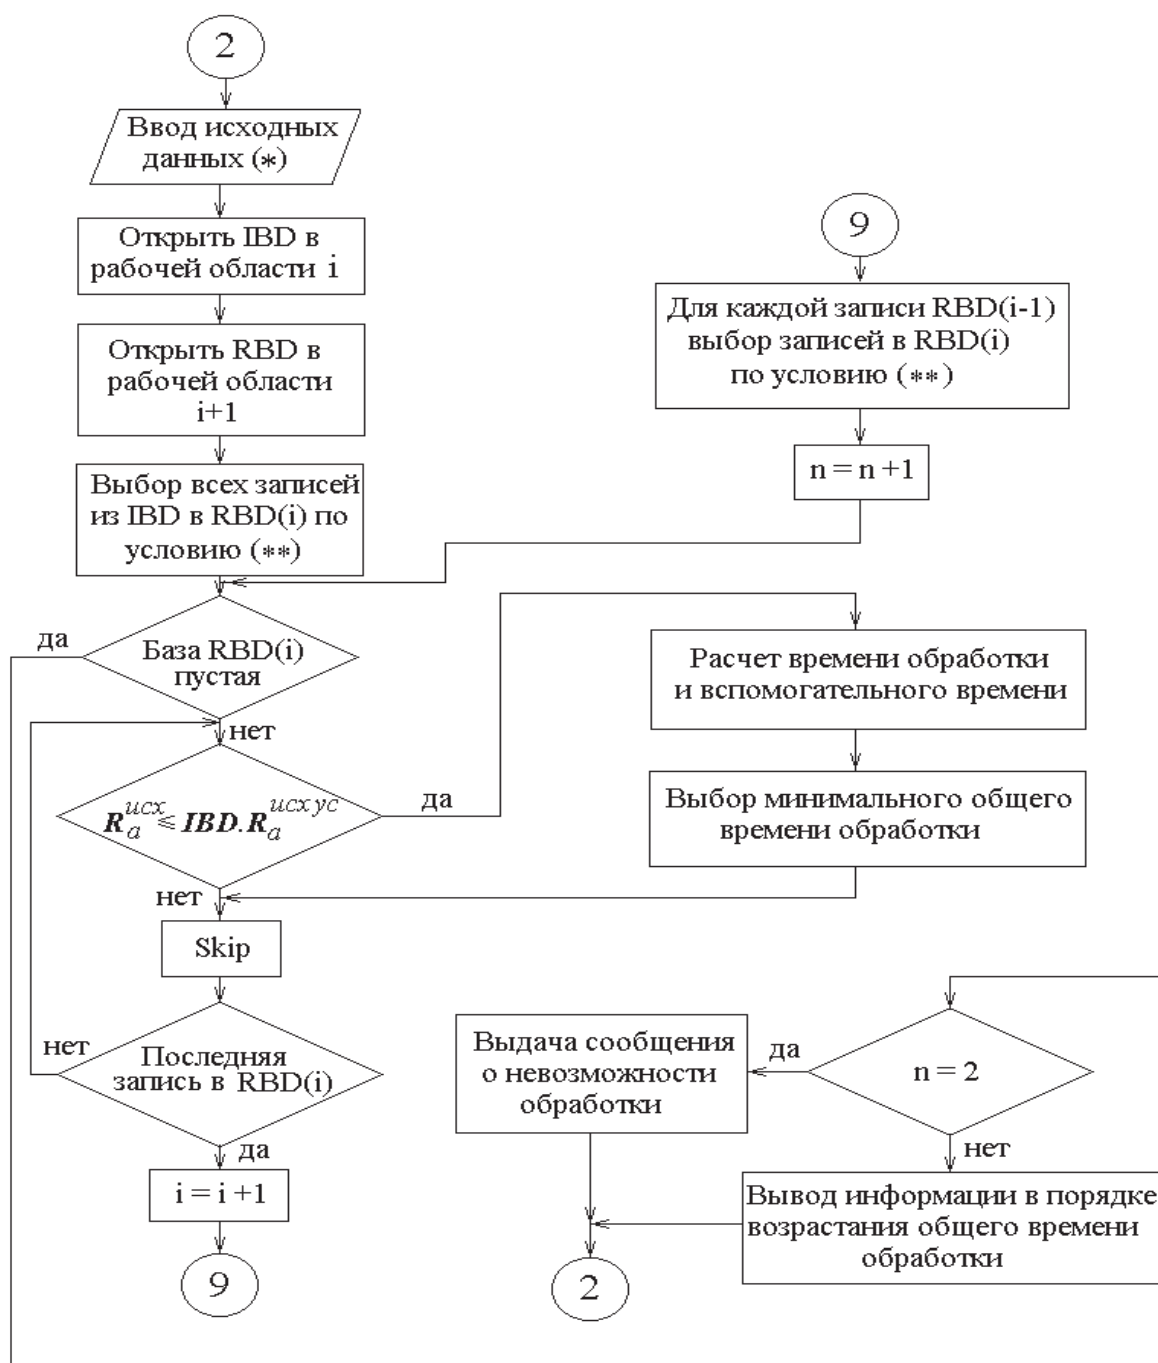 2
Ввод исходных
данных (*)
Открыть IBD в
рабочей области i
Открыть RBD в
рабочей области
i+1
Выбор всех записей
из IBD в RBD(i) по
условию (**)
да
База RBD(i)
пустая
нет
R_a^{исх} ≤ IBD.R_a^{исх ус}
да
нет
Skip
нет
Последняя
запись в RBD(i)
да
i = i +1
9
9
Для каждой записи RBD(i-1)
выбор записей в RBD(i)
по условию (**)
n = n +1
Расчет времени обработки
и вспомогательного времени
Выбор минимального общего
времени обработки
n = 2
да
Выдача сообщения
о невозможности
обработки
нет
Вывод информации в порядке
возрастания общего времени
обработки
2